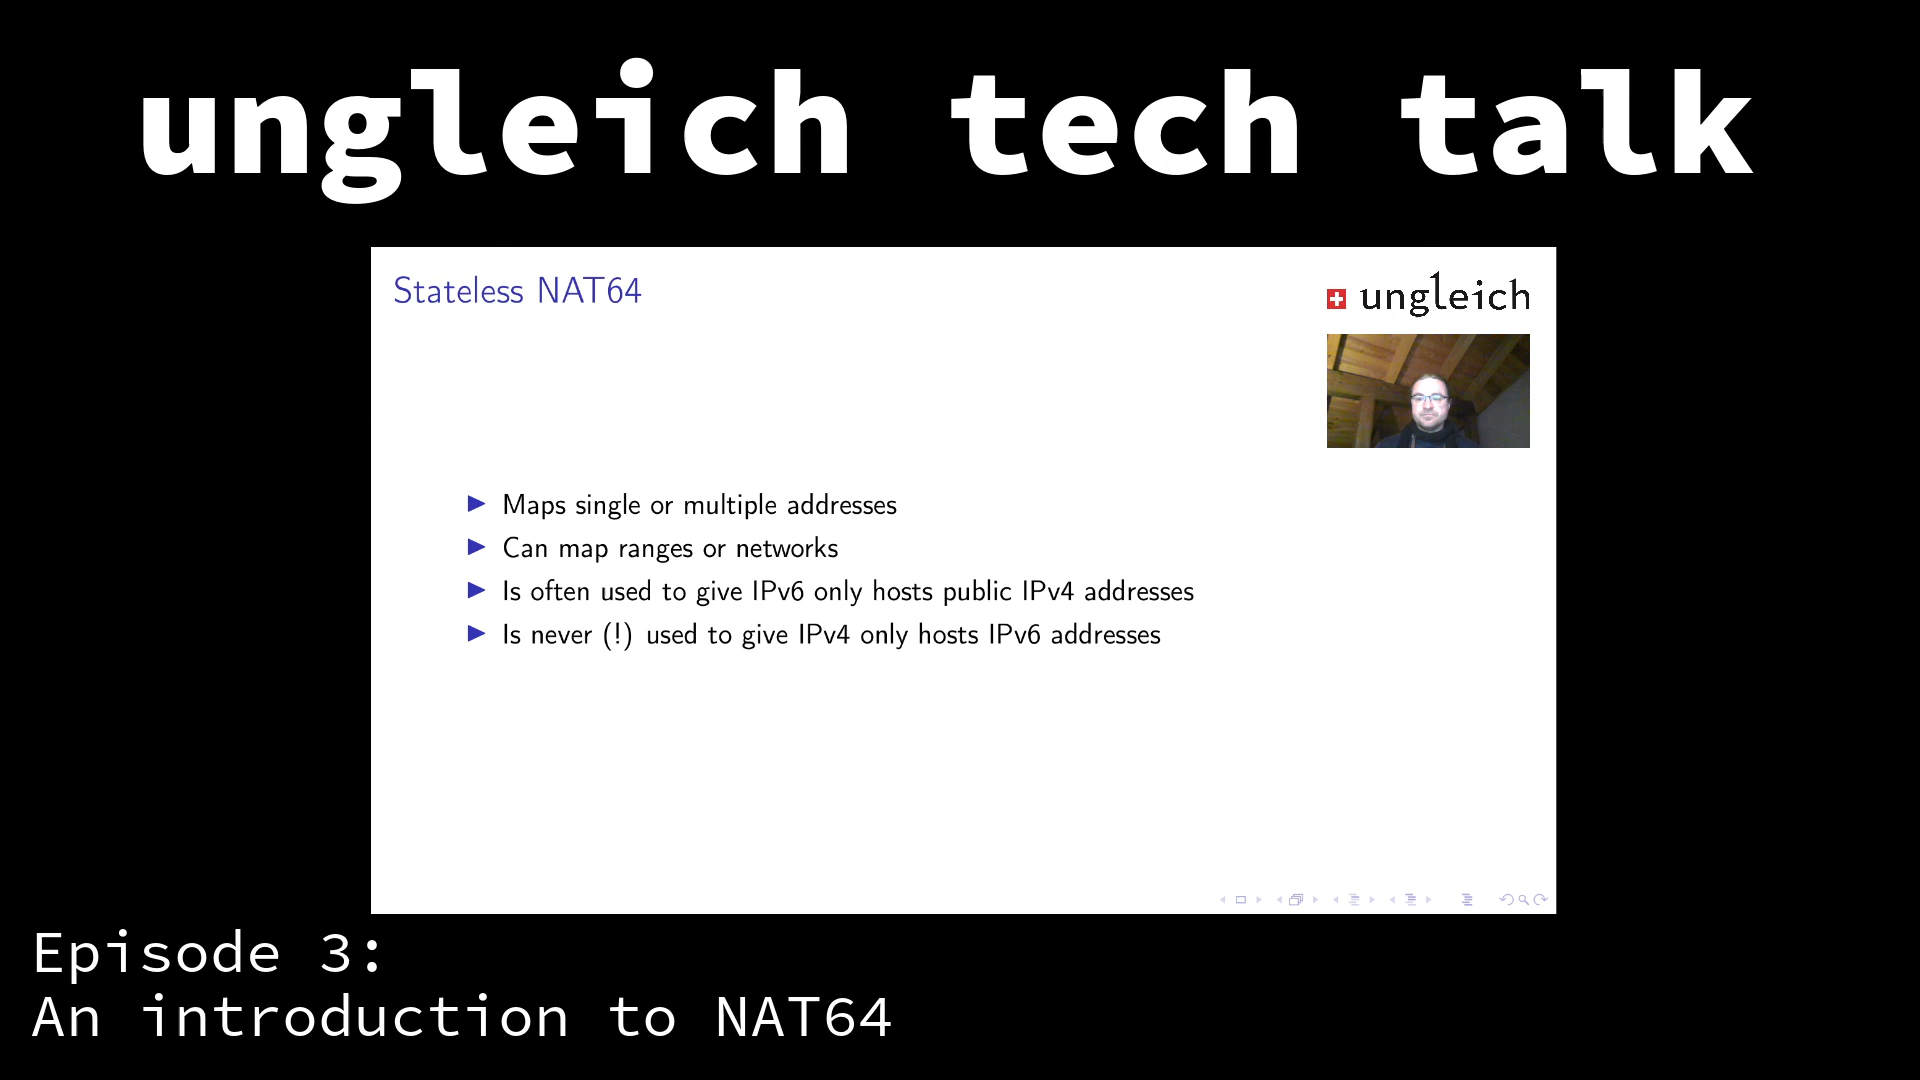 ungleich tech talk
Stateless NAT64
ungleich
Maps single or multiple addresses
Can map ranges or networks
Is often used to give IPv6 only hosts public IPv4 addresses
Is never (!) used to give IPv4 only hosts IPv6 addresses
Episode 3:
An introduction to NAT64